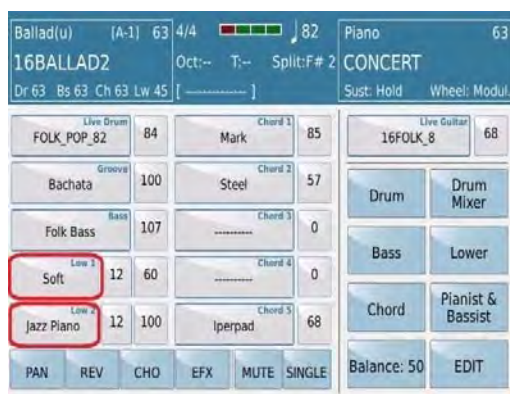 Ballad(u) [A-1] 63 4/4 82 Piano 63
16BALLAD2 Oct:-- T:-- Split:F# 2 CONCERT
Dr 63 Bs 63 Ch 63 Lw 45 [ ------------ ] Sust: Hold Wheel: Modul.
Live Drum Chord 1 Live Guitar
FOLK_POP_82 84 Mark 85 16FOLK_8 68
Groove Chord 2
Bachata 100 Steel 57 Drum Drum Mixer
Bass Chord 3
Folk Bass 107 ---------- 0 Bass Lower
Low 1 Chord 4
Soft 12 60 ---------- 0 Chord Pianist & Bassist
Low 2 Chord 5
Jazz Piano 12 100 Iperpad 68
PAN REV CHO EFX MUTE SINGLE Balance: 50 EDIT